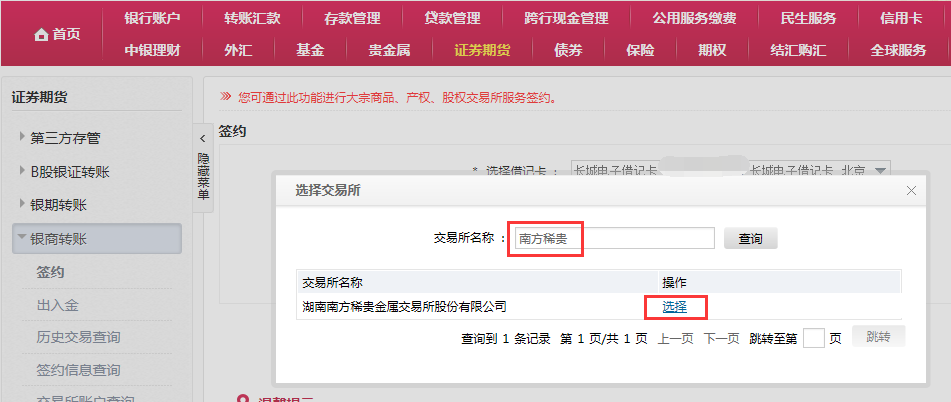 首页
银行账户 转账汇款 存款管理 贷款管理 跨行现金管理 公用服务缴费 民生服务 信用卡
中银理财 外汇 基金 贵金属 证券期货 债券 保险 期权 结汇购汇 全球服务
证券期货
第三方存管
B股银证转账
银期转账
银商转账
签约
出入金
历史交易查询
签约信息查询
交易所账户查询
< 隐藏菜单
您可通过此功能进行大宗商品、产权、股权交易所服务签约。
签约
* 选择借记卡 : 长城电子借记卡 长城电子借记卡 北京
选择交易所
交易所名称 : 南方稀贵 查询
交易所名称 操作
湖南南方稀贵金属交易所股份有限公司 选择
查询到 1 条记录 第 1 页/共 1 页 上一页 下一页 跳转至第 页 跳转
温馨提示